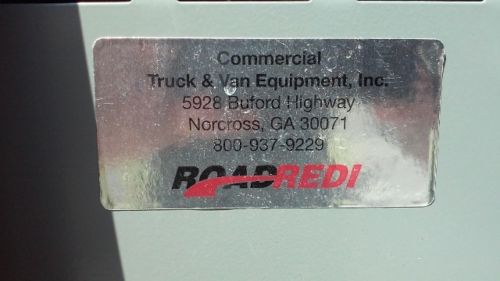 Commercial
Truck & Van Equipment, Inc.
5928 Buford Highway
Norcross, GA 30071
800-937-9229
ROADREDI